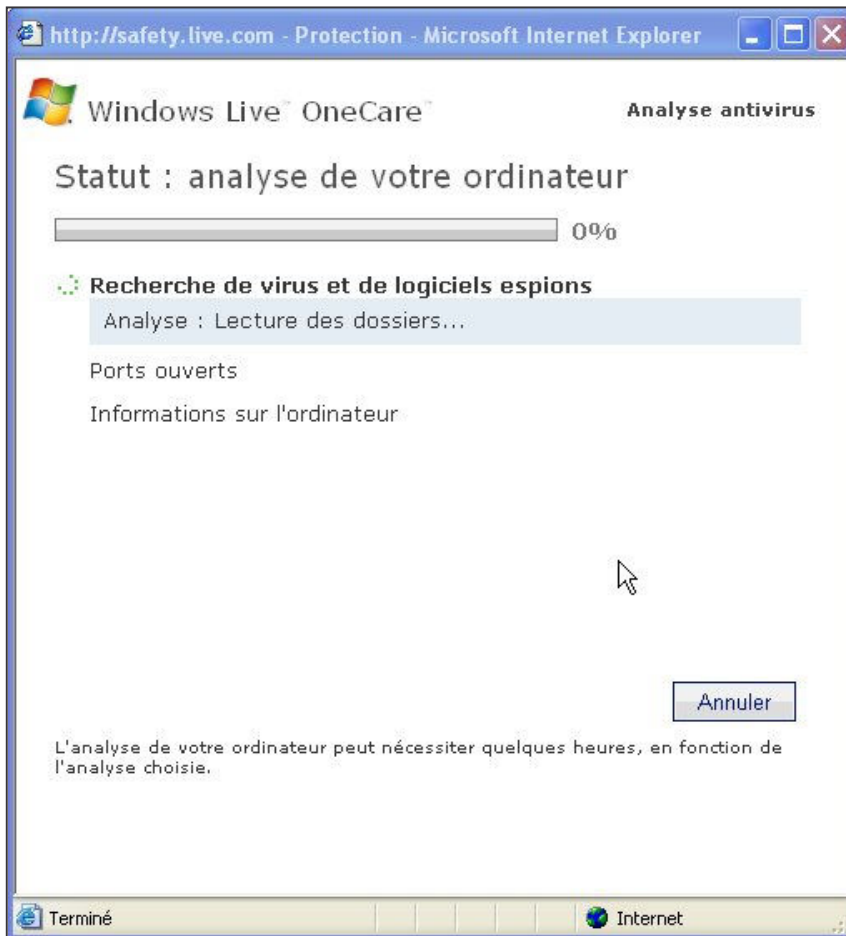 http://safety.live.com - Protection - Microsoft Internet Explorer
Windows Live™ OneCare™
Analyse antivirus
Statut : analyse de votre ordinateur
0%
Recherche de virus et de logiciels espions
Analyse : Lecture des dossiers...
Ports ouverts
Informations sur l'ordinateur
Annuler
L'analyse de votre ordinateur peut nécessiter quelques heures, en fonction de
l'analyse choisie.
Terminé
Internet